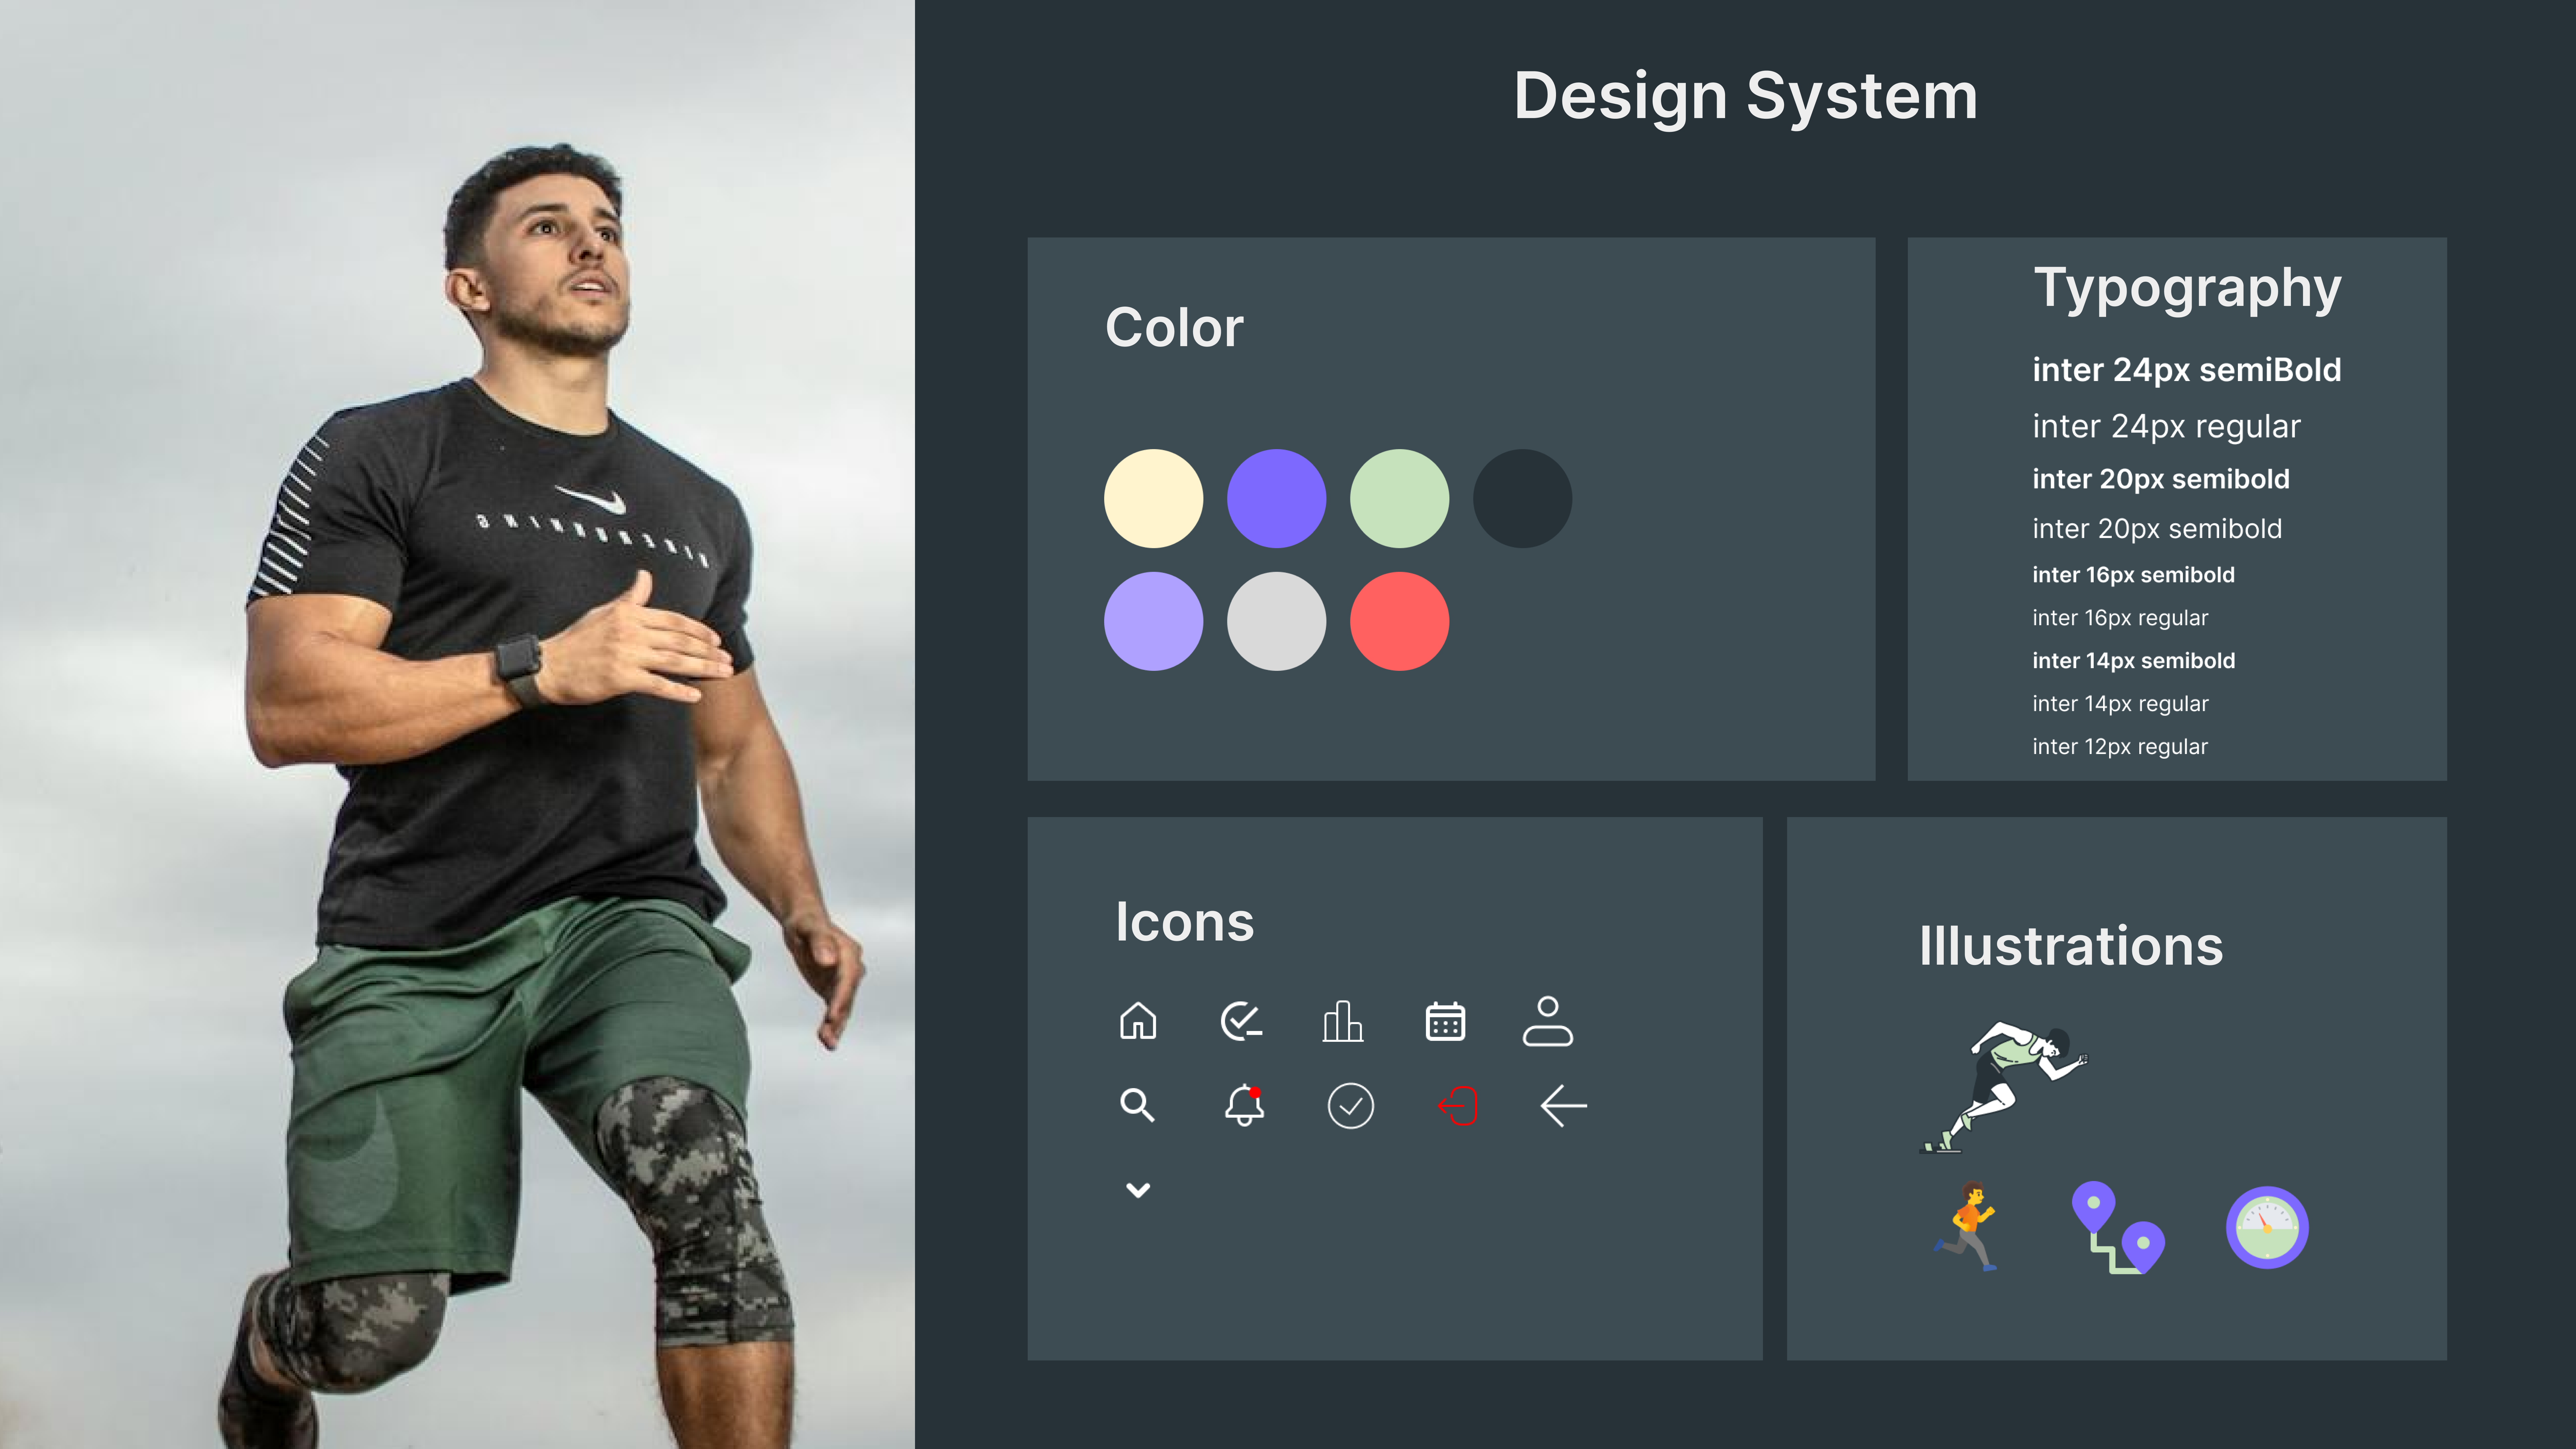 Design System
Color
Typography
inter 24px semiBold
inter 24px regular
inter 20px semibold
inter 20px semibold
inter 16px semibold
inter 16px regular
inter 14px semibold
inter 14px regular
inter 12px regular
Icons
Illustrations